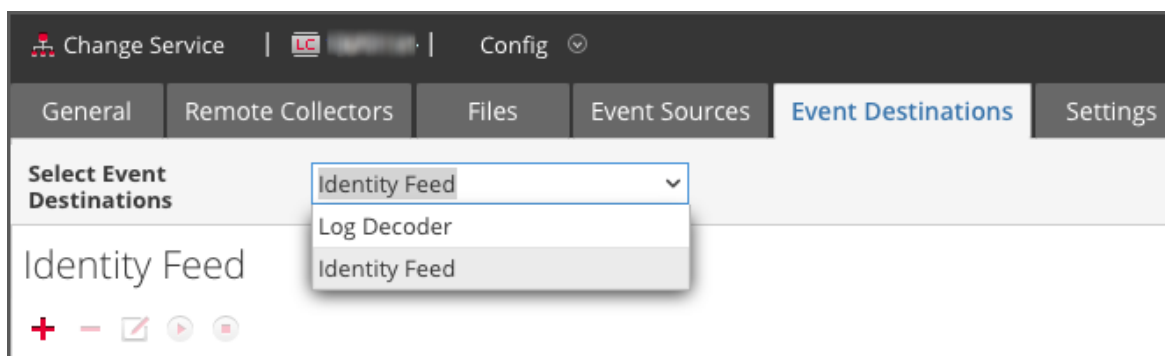 Change Service | LC | Config
General Remote Collectors Files Event Sources Event Destinations Settings
Select Event
Destinations
Identity Feed
Log Decoder
Identity Feed
Identity Feed